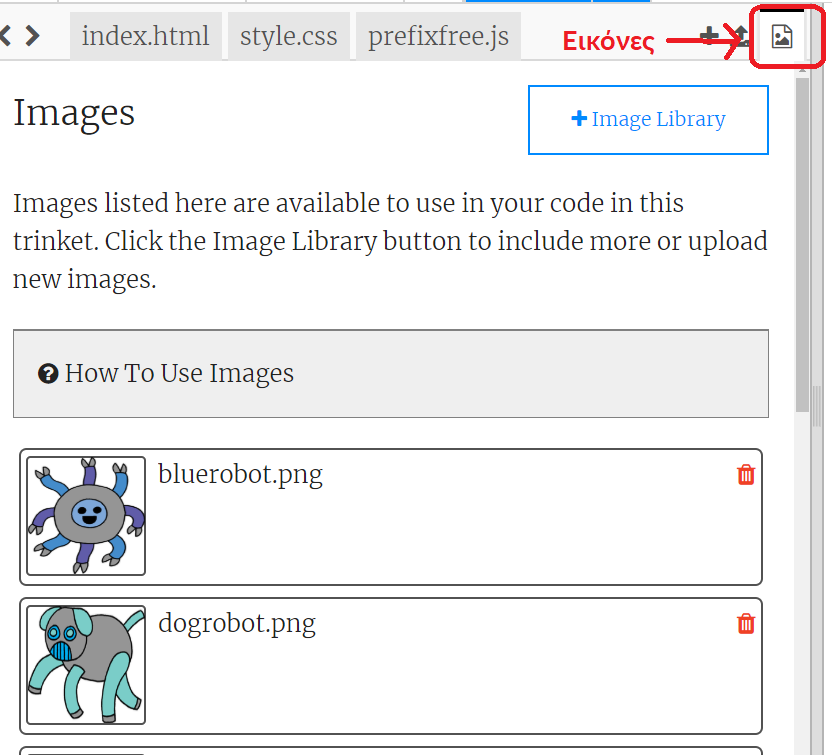 index.html style.css prefixfree.js Εικόνες
Images
Image Library
Images listed here are available to use in your code in this
trinket. Click the Image Library button to include more or upload
new images.
How To Use Images
bluerobot.png
dogrobot.png